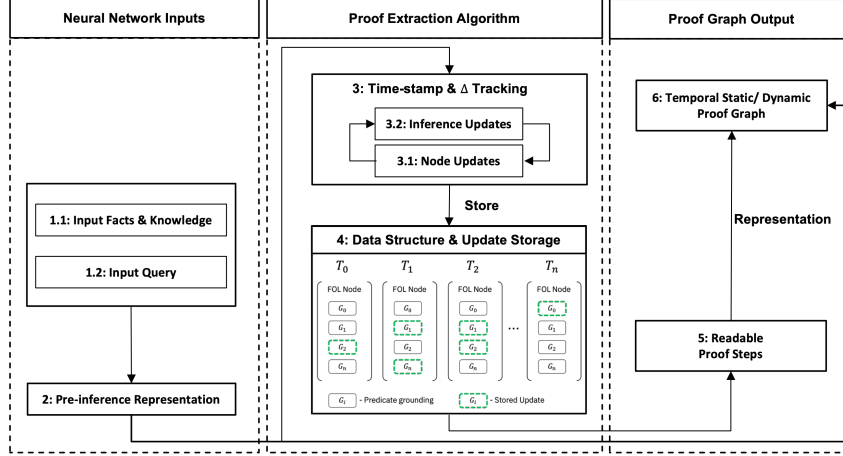 Neural Network Inputs
Proof Extraction Algorithm
Proof Graph Output
1.1: Input Facts & Knowledge
1.2: Input Query
2: Pre-inference Representation
3: Time-stamp & Δ Tracking
3.2: Inference Updates
3.1: Node Updates
Store
4: Data Structure & Update Storage
T₀ T₁ T₂ Tₙ
FOL Node FOL Node FOL Node FOL Node
G₀ G₀ G₀ G₀
G₁ G₁ G₁ G₁
G₂ G₂ G₂ ... G₂
Gₙ Gₙ Gₙ Gₙ
Gᵢ - Predicate grounding Gᵢ - Stored Update
6: Temporal Static/ Dynamic
Proof Graph
Representation
5: Readable
Proof Steps